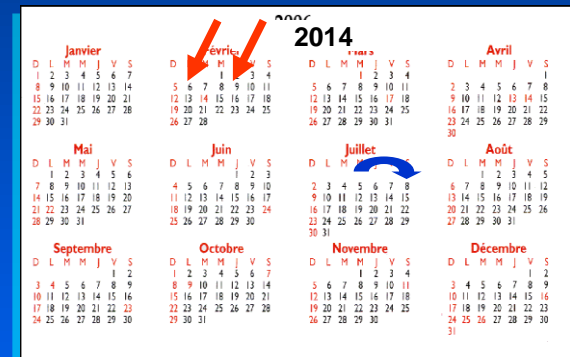 2006
2014
Janvier
D L M M J V S
1 2 3 4 5 6 7
8 9 10 11 12 13 14
15 16 17 18 19 20 21
22 23 24 25 26 27 28
29 30 31
Février
D L M M J V S
1 3 4
5 6 7 8 9 10 11
12 13 14 15 16 17 18
19 20 21 22 23 24 25
26 27 28
Mars
D L M M J V S
1 2 3 4
5 6 7 8 9 10 11
12 13 14 15 16 17 18
19 20 21 22 23 24 25
26 27 28 29 30 31
Avril
D L M M J V S
1
2 3 4 5 6 7 8
9 10 11 12 13 14 15
16 17 18 19 20 21 22
23 24 25 26 27 28 29
30
Mai
D L M M J V S
1 2 3 4 5 6
7 8 9 10 11 12 13
14 15 16 17 18 19 20
21 22 23 24 25 26 27
28 29 30 31
Juin
D L M M J V S
1 2 3
4 5 6 7 8 9 10
11 12 13 14 15 16 17
18 19 20 21 22 23 24
25 26 27 28 29 30
Juillet
D L M M J V S
2 3 4 5 6 7 8
9 10 11 12 13 14 15
16 17 18 19 20 21 22
23 24 25 26 27 28 29
30 31
Août
D L M M J V S
1 2 3 4 5
6 7 8 9 10 11 12
13 14 15 16 17 18 19
20 21 22 23 24 25 26
27 28 29 30 31
Septembre
D L M M J V S
1 2
3 4 5 6 7 8 9
10 11 12 13 14 15 16
17 18 19 20 21 22 23
24 25 26 27 28 29 30
Octobre
D L M M J V S
1 2 3 4 5 6 7
8 9 10 11 12 13 14
15 16 17 18 19 20 21
22 23 24 25 26 27 28
29 30 31
Novembre
D L M M J V S
1 2 3 4
5 6 7 8 9 10 11
12 13 14 15 16 17 18
19 20 21 22 23 24 25
26 27 28 29 30
Décembre
D L M M J V S
1 2
3 4 5 6 7 8 9
10 11 12 13 14 15 16
17 18 19 20 21 22 23
24 25 26 27 28 29 30
31